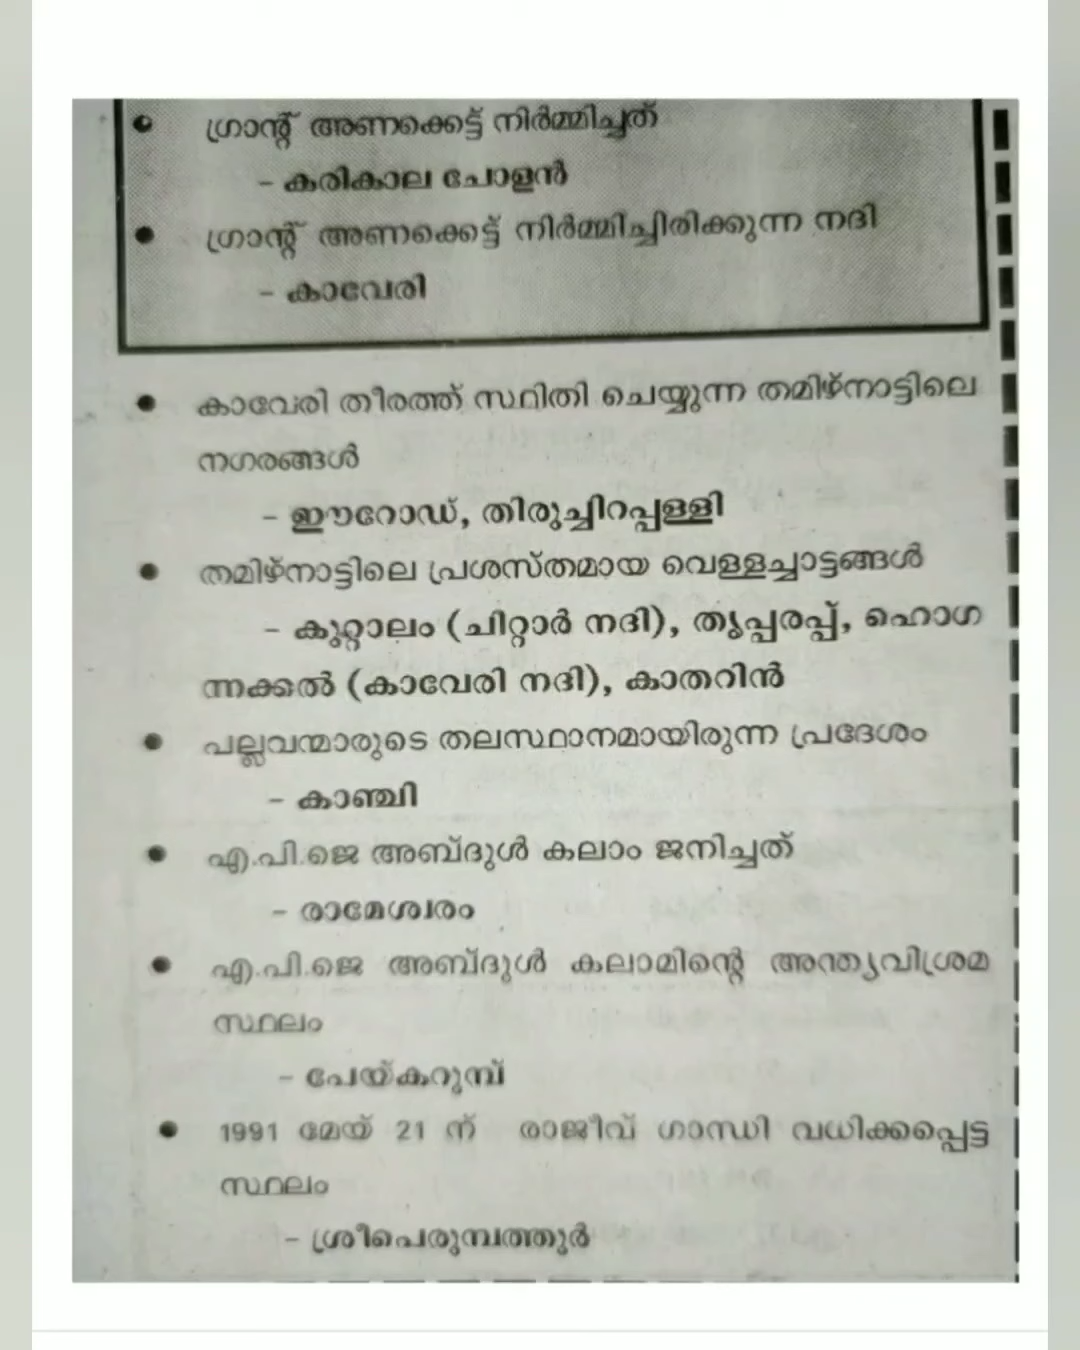 ഗ്രാന്റ് അണക്കെട്ട് നിർമ്മിച്ചത്
- കരികാല ചോളൻ
ഗ്രാന്റ് അണക്കെട്ട് നിർമ്മിച്ചിരിക്കുന്ന നദി
- കാവേരി
കാവേരി തീരത്ത് സ്ഥിതി ചെയ്യുന്ന തമിഴ്നാട്ടിലെ
നഗരങ്ങൾ
- ഈറോഡ്, തിരുച്ചിറപ്പള്ളി
തമിഴ്നാട്ടിലെ പ്രശസ്തമായ വെള്ളച്ചാട്ടങ്ങൾ
- കുറ്റാലം (ചിറ്റാർ നദി), തൃപ്പരപ്പ്, ഹൊഗ
ന്നക്കൽ (കാവേരി നദി), കാതറിൻ
പല്ലവന്മാരുടെ തലസ്ഥാനമായിരുന്ന പ്രദേശം
- കാഞ്ചി
എ.പി.ജെ അബ്ദുൾ കലാം ജനിച്ചത്
- രാമേശ്വരം
എ.പി.ജെ അബ്ദുൾ കലാമിന്റെ അന്ത്യവിശ്രമ
സ്ഥലം
- പേയ്കറുമ്പ്
1991 മേയ് 21 ന് രാജീവ് ഗാന്ധി വധിക്കപ്പെട്ട
സ്ഥലം
- ശ്രീപെരുമ്പത്തൂർ